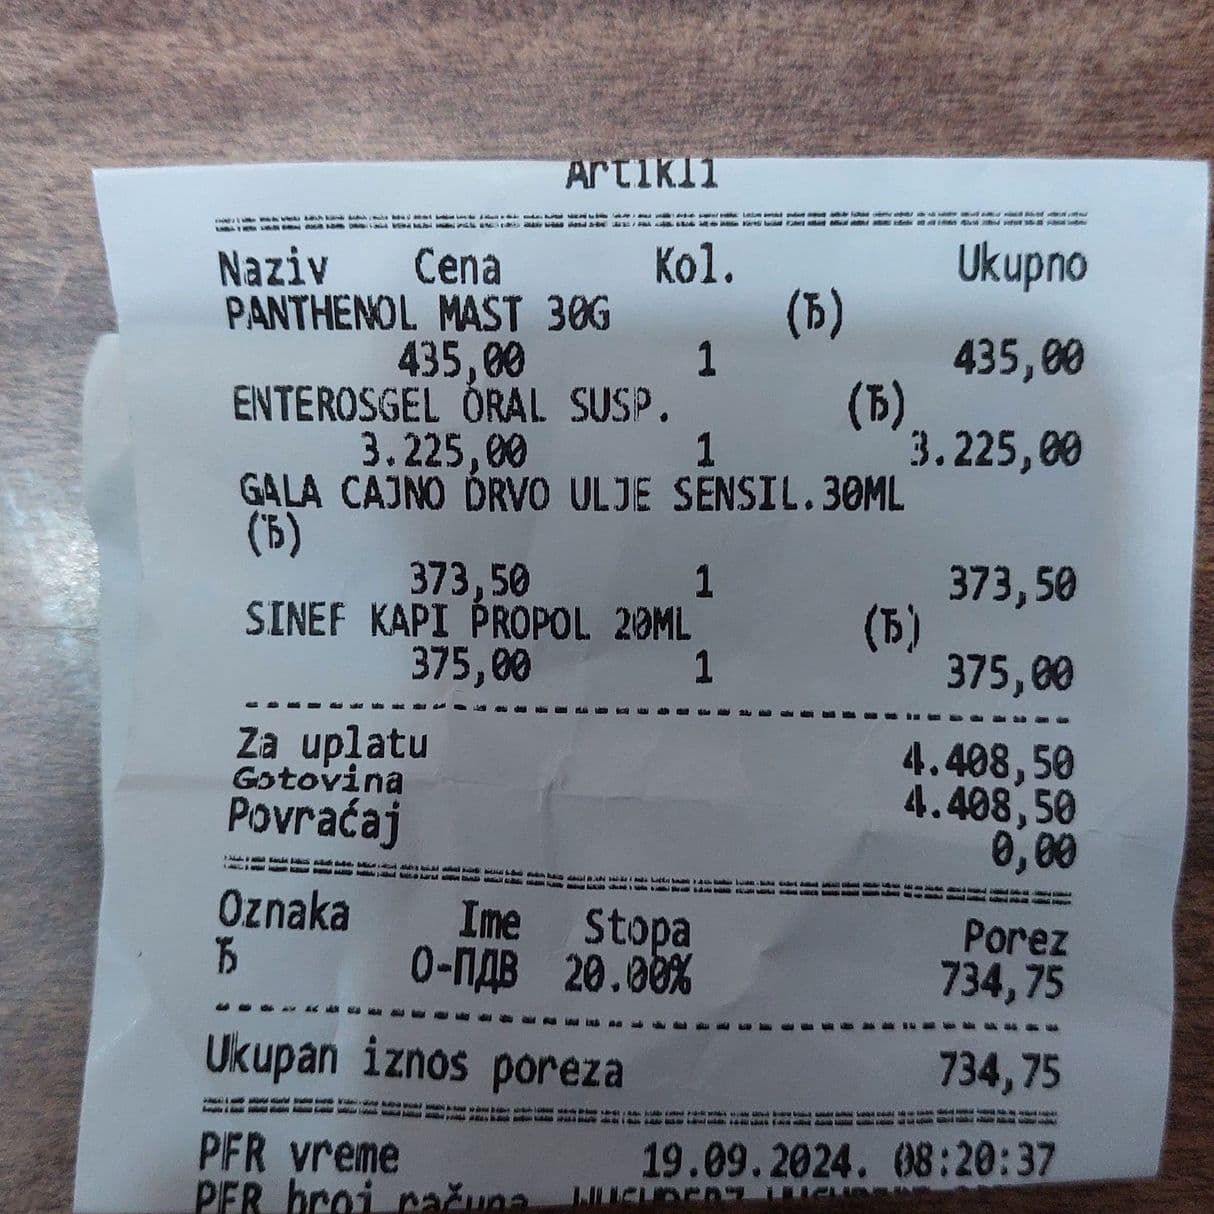 Artikli
Naziv Cena Kol. Ukupno
PANTHENOL MAST 30G (Ђ)
435,00 1 435,00
ENTEROSGEL ORAL SUSP. (Ђ)
3.225,00 1 3.225,00
GALA CAJNO DRVO ULJE SENSIL.30ML
(Ђ)
373,50 1 373,50
SINEF KAPI PROPOL 20ML (Ђ)
375,00 1 375,00
Za uplatu 4.408,50
Gotovina 4.408,50
Povraćaj 0,00
Oznaka Ime Stopa Porez
Ђ О-ПДВ 20.00% 734,75
Ukupan iznos poreza 734,75
PFR vreme 19.09.2024. 08:20:37
PFR broj računa